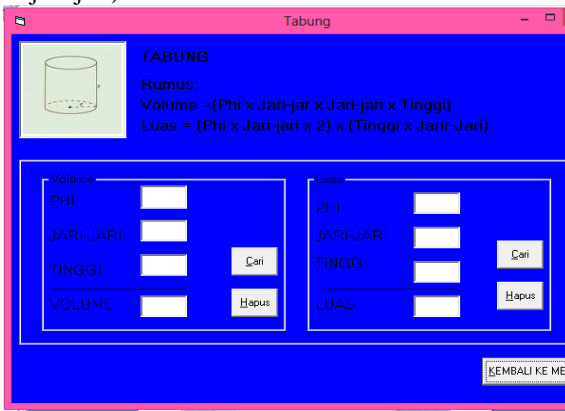 Tabung
TABUNG
Rumus:
Volume =(Phi x Jari-jar x Jari-jari x Tinggi)
Luas = (Phi x Jari-jari x 2) x (Tinggi x Jarir-Jari)
Volume
PHI
JARI-JARI
TINGGI
VOLUME
Cari
Hapus
Luas
PHI
JARI-JARI
TINGGI
LUAS
Cari
Hapus
KEMBALI KE ME